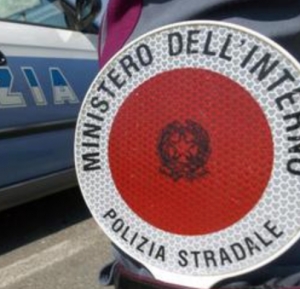 ZIA
MINISTERO DELL'INTERNO
POLIZIA STRADALE